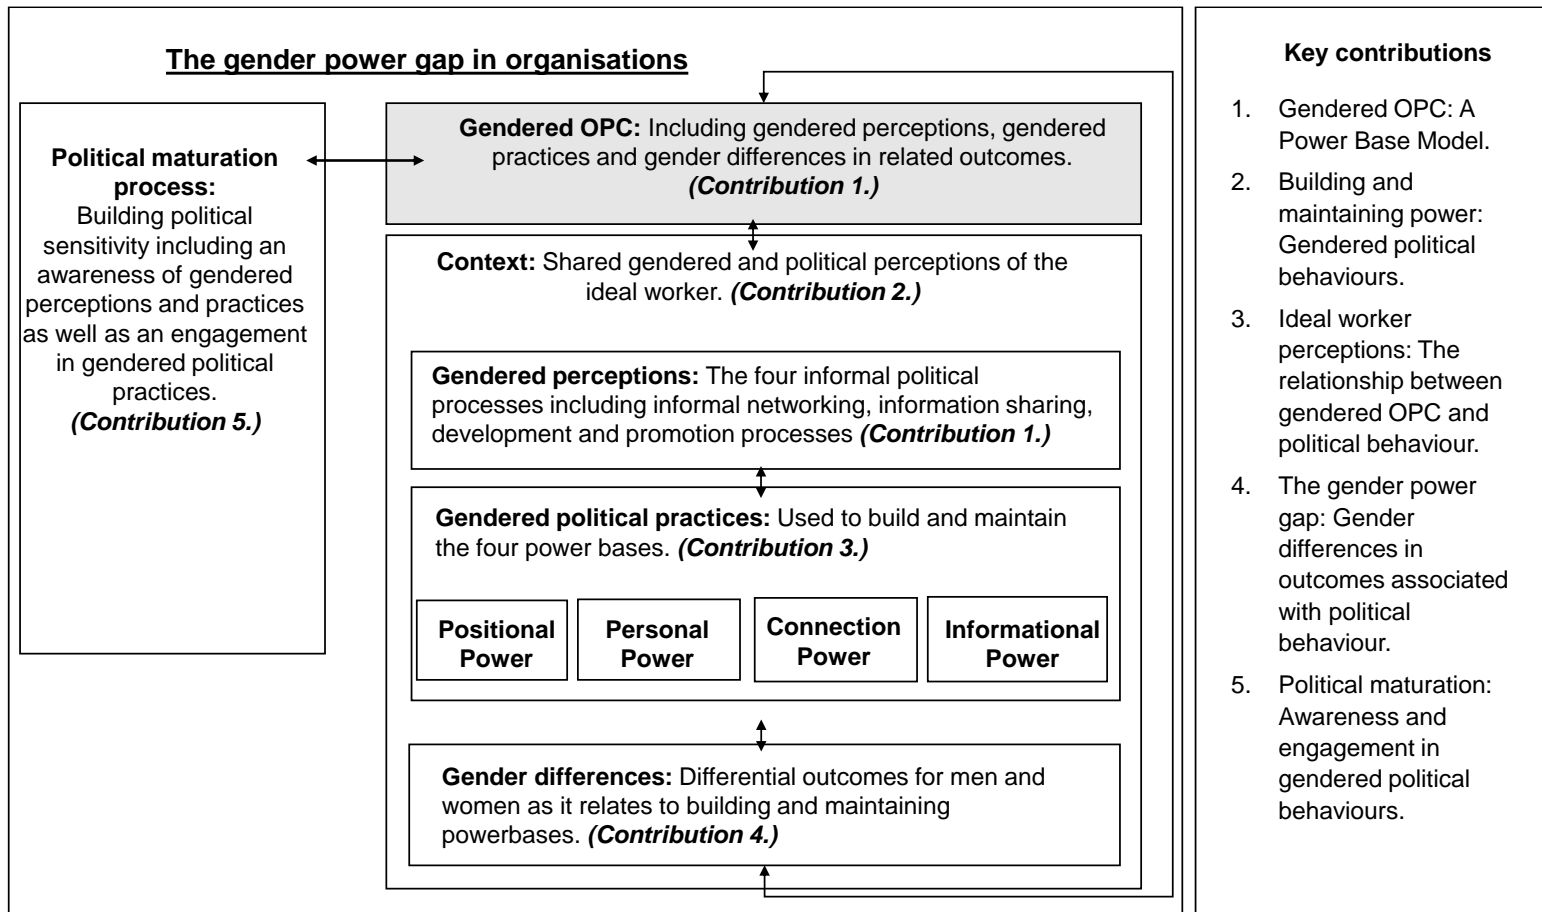 The gender power gap in organisations
Political maturation
process:
Building political
sensitivity including an
awareness of gendered
perceptions and practices
as well as an engagement
in gendered political
practices.
(Contribution 5.)
Gendered OPC: Including gendered perceptions, gendered
practices and gender differences in related outcomes.
(Contribution 1.)
Context: Shared gendered and political perceptions of the
ideal worker. (Contribution 2.)
Gendered perceptions: The four informal political
processes including informal networking, information sharing,
development and promotion processes (Contribution 1.)
Gendered political practices: Used to build and maintain
the four power bases. (Contribution 3.)
Positional
Power
Personal
Power
Connection
Power
Informational
Power
Gender differences: Differential outcomes for men and
women as it relates to building and maintaining
powerbases. (Contribution 4.)
Key contributions
1. Gendered OPC: A
Power Base Model.
2. Building and
maintaining power:
Gendered political
behaviours.
3. Ideal worker
perceptions: The
relationship between
gendered OPC and
political behaviour.
4. The gender power
gap: Gender
differences in
outcomes associated
with political
behaviour.
5. Political maturation:
Awareness and
engagement in
gendered political
behaviours.